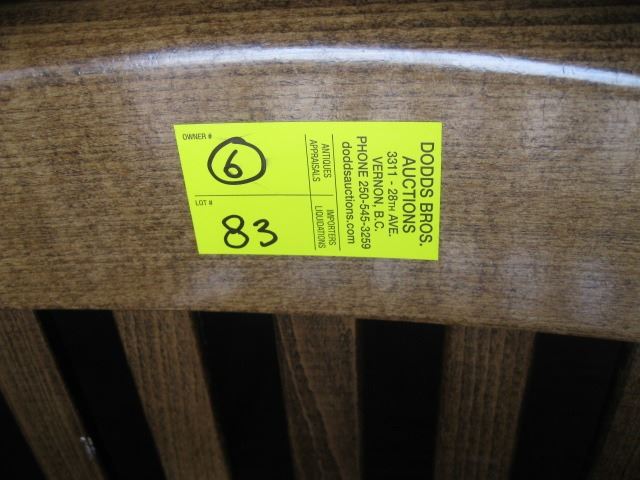 DODDS BROS.
AUCTIONS
3311 - 28TH AVE.
VERNON, B.C.
PHONE 250-545-3259
doddsauctions.com
ANTIQUES
APPRAISALS
IMPORTERS
LIQUIDATIONS
OWNER #
6
LOT #
83